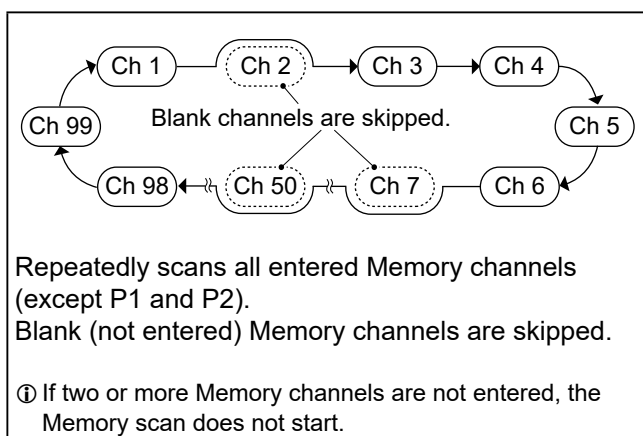 Ch 1
Ch 2
Ch 3
Ch 4
Ch 99
Blank channels are skipped.
Ch 5
Ch 98
Ch 50
Ch 7
Ch 6
Repeatedly scans all entered Memory channels
(except P1 and P2).
Blank (not entered) Memory channels are skipped.
ⓘ If two or more Memory channels are not entered, the
Memory scan does not start.